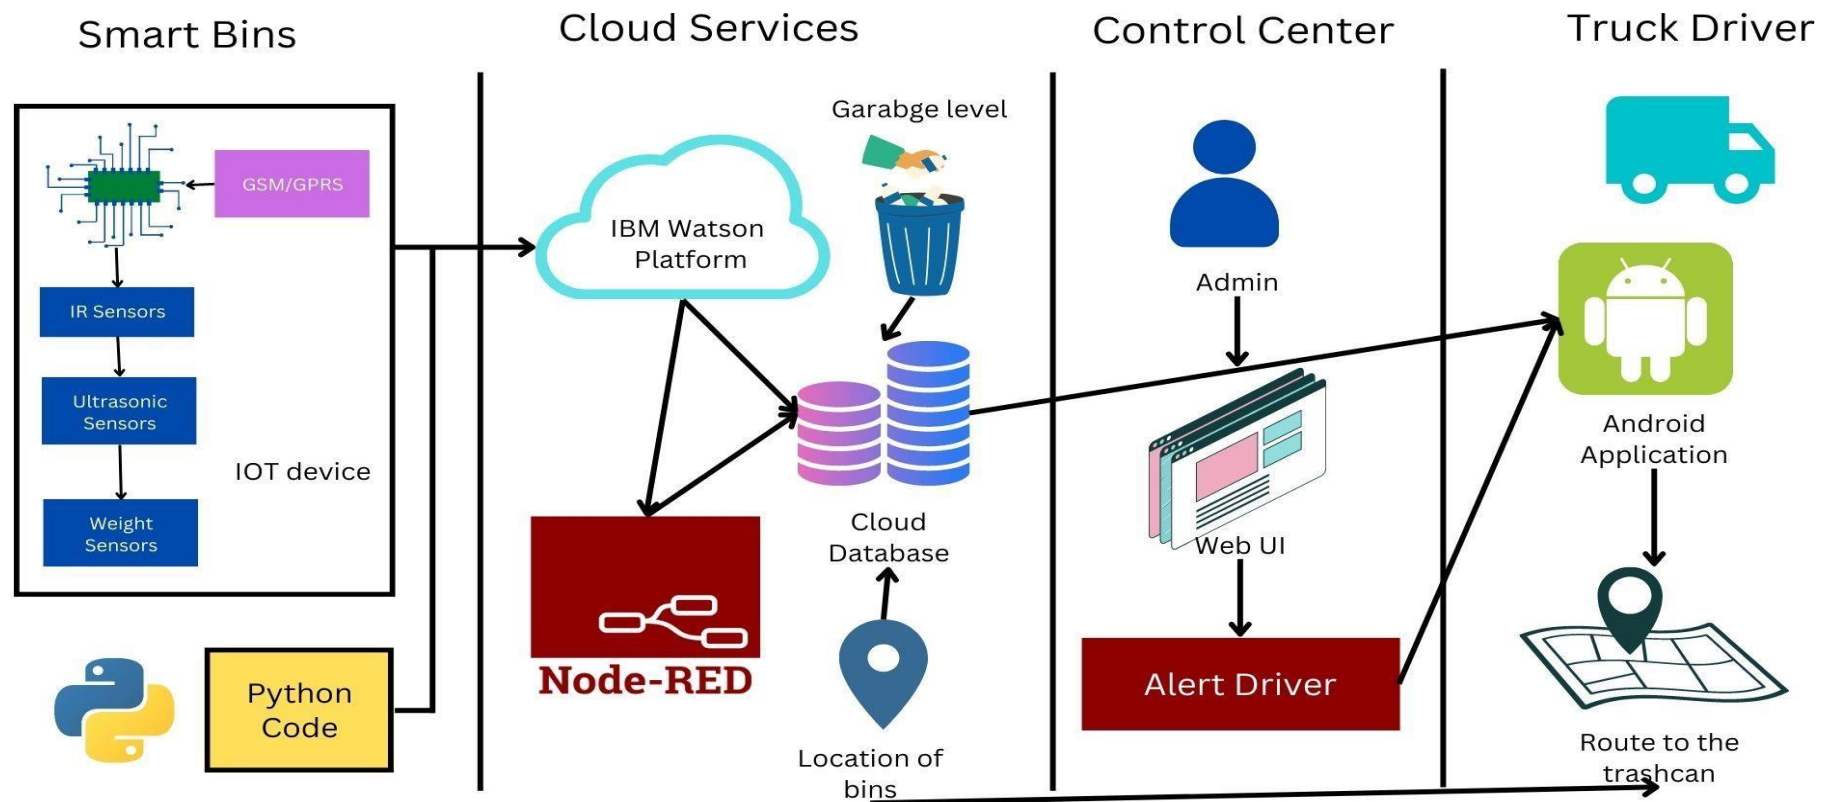 Smart Bins
Cloud Services
Control Center
Truck Driver
GSM/GPRS
IR Sensors
Ultrasonic
Sensors
Weight
Sensors
IOT device
Python
Code
IBM Watson
Platform
Garabge level
Cloud
Database
Node-RED
Location of
bins
Admin
Web UI
Alert Driver
Android
Application
Route to the
trashcan